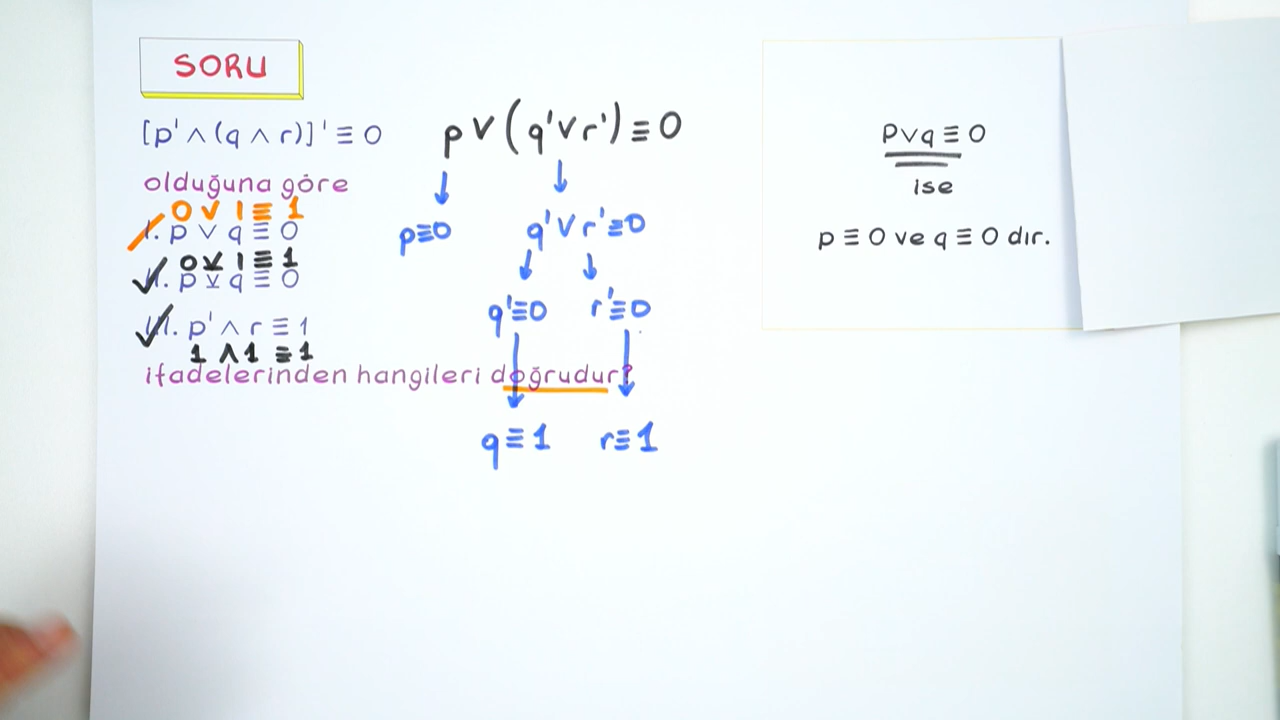 SORU
[p' ∧ (q ∧ r)]' ≡ 0
olduğuna göre
0 ∨ 1 ≡ 1
I. p ∨ q ≡ 0
0 ⊻ 1 ≡ 1
II. p ⊻ q ≡ 0
III. p' ∧ r ≡ 1
1 ∧ 1 ≡ 1
ifadelerinden hangileri doğrudur?
p ∨ (q' ∨ r') ≡ 0
p ≡ 0 q' ∨ r' ≡ 0
q' ≡ 0 r' ≡ 0
q ≡ 1 r ≡ 1
p ∨ q ≡ 0
ise
p ≡ 0 ve q ≡ 0 dır.